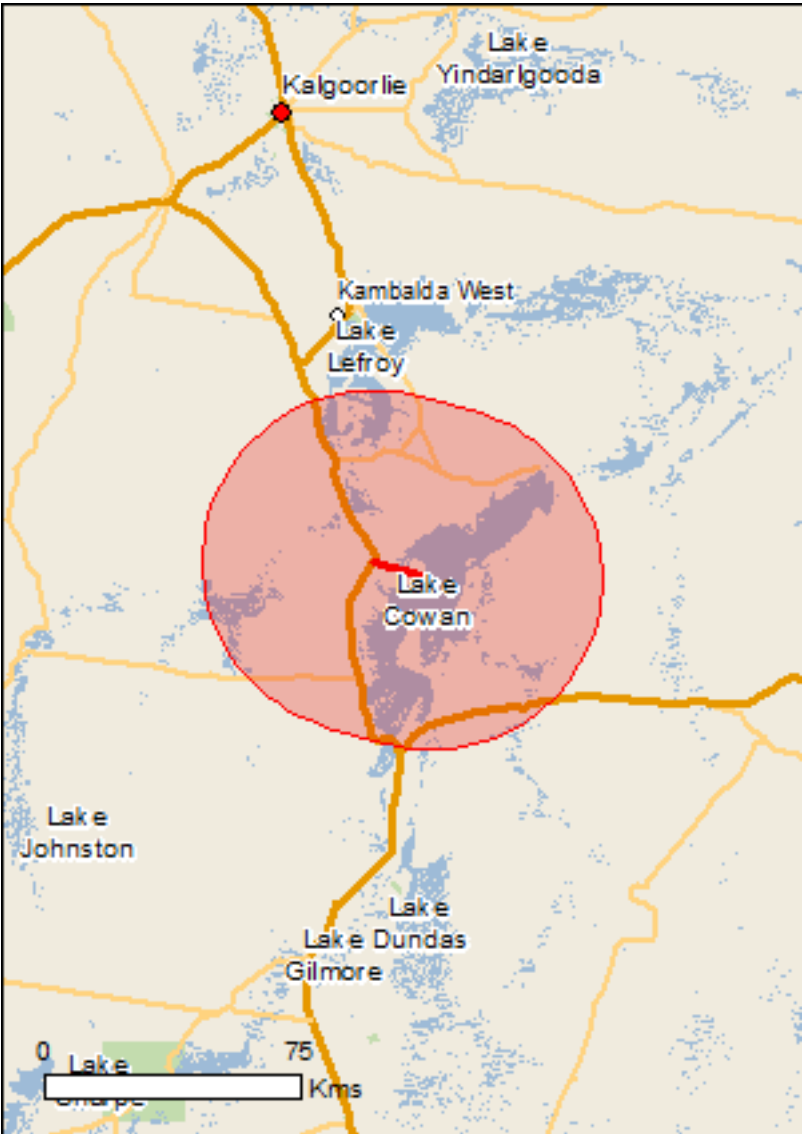 Lake
Yindarlgooda
Kalgoorlie
Kambalda West
Lake
Lefroy
Lake
Cowan
Lake
Johnston
Lake
Lake Dundas
Gilmore
0 75
Lake
Kms